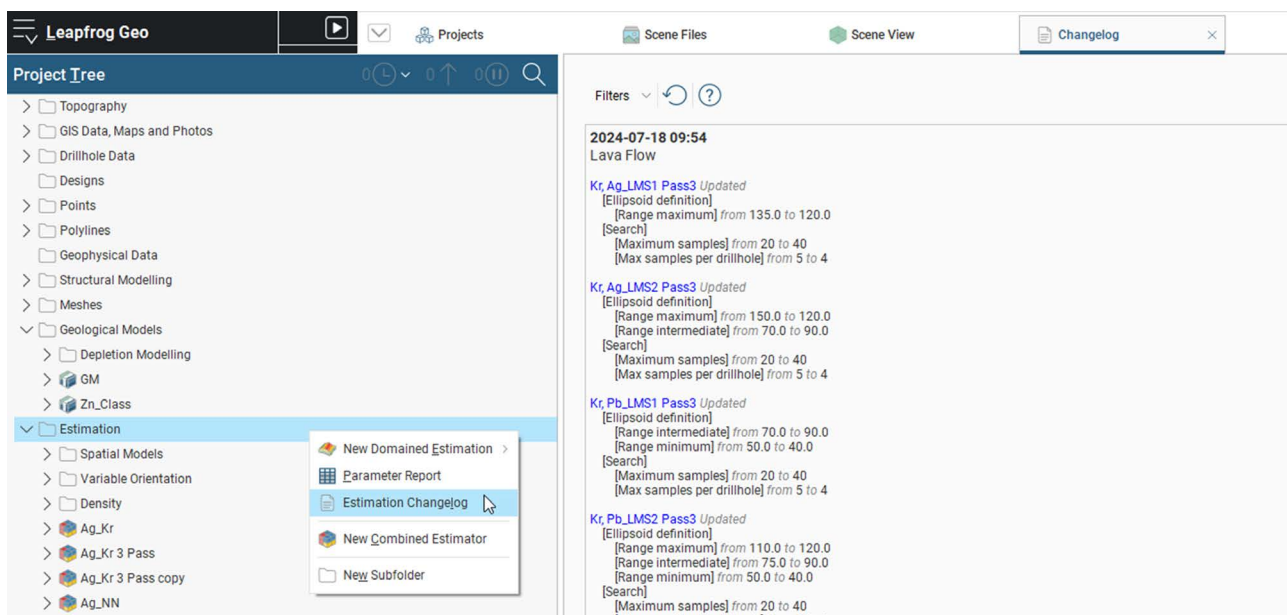 Leapfrog Geo
Projects
Scene Files
Scene View
Changelog
Project Tree
0 0 0
Topography
GIS Data, Maps and Photos
Drillhole Data
Designs
Points
Polylines
Geophysical Data
Structural Modelling
Meshes
Geological Models
Depletion Modelling
GM
Zn_Class
Estimation
Spatial Models
Variable Orientation
Density
Ag_Kr
Ag_Kr 3 Pass
Ag_Kr 3 Pass copy
Ag_NN
New Domained Estimation
Parameter Report
Estimation Changelog
New Combined Estimator
New Subfolder
Filters
2024-07-18 09:54
Lava Flow
Kr, Ag_LMS1 Pass3 Updated
[Ellipsoid definition]
[Range maximum] from 135.0 to 120.0
[Search]
[Maximum samples] from 20 to 40
[Max samples per drillhole] from 5 to 4
Kr, Ag_LMS2 Pass3 Updated
[Ellipsoid definition]
[Range maximum] from 150.0 to 120.0
[Range intermediate] from 70.0 to 90.0
[Search]
[Maximum samples] from 20 to 40
[Max samples per drillhole] from 5 to 4
Kr, Pb_LMS1 Pass3 Updated
[Ellipsoid definition]
[Range intermediate] from 70.0 to 90.0
[Range minimum] from 50.0 to 40.0
[Search]
[Maximum samples] from 20 to 40
[Max samples per drillhole] from 5 to 4
Kr, Pb_LMS2 Pass3 Updated
[Ellipsoid definition]
[Range maximum] from 110.0 to 120.0
[Range intermediate] from 75.0 to 90.0
[Range minimum] from 50.0 to 40.0
[Search]
[Maximum samples] from 20 to 40